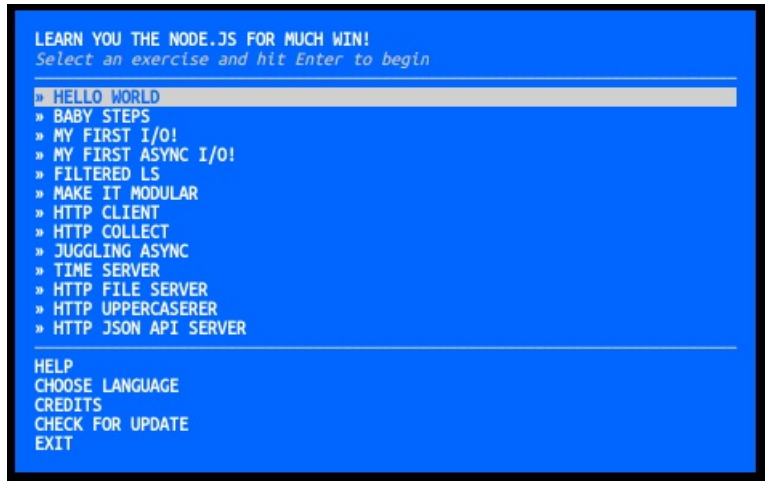 LEARN YOU THE NODE.JS FOR MUCH WIN!
Select an exercise and hit Enter to begin
» HELLO WORLD
» BABY STEPS
» MY FIRST I/O!
» MY FIRST ASYNC I/O!
» FILTERED LS
» MAKE IT MODULAR
» HTTP CLIENT
» HTTP COLLECT
» JUGGLING ASYNC
» TIME SERVER
» HTTP FILE SERVER
» HTTP UPPERCASERER
» HTTP JSON API SERVER
HELP
CHOOSE LANGUAGE
CREDITS
CHECK FOR UPDATE
EXIT